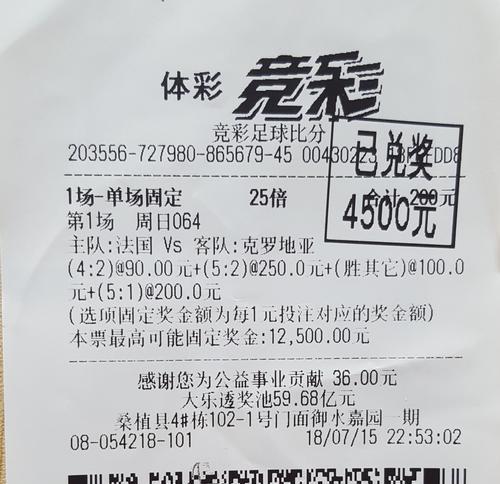 体彩 竞彩
竞彩足球比分
203556-727980-865679-45 00430223
已兑奖
4500元
1场-单场固定 25倍 合计 200元
第1场 周日064
主队:法国 Vs 客队:克罗地亚
(4:2)@90.00元+(5:2)@250.0元+(胜其它)@100.0
元+(5:1)@200.0元
(选项固定奖金额为每1元投注对应的奖金额)
本票最高可能固定奖金:12,500.00元
感谢您为公益事业贡献 36.00元
大乐透奖池59.68亿元
桑植县4#栋102-1号门面御水嘉园一期
08-054218-101 18/07/15 22:53:02